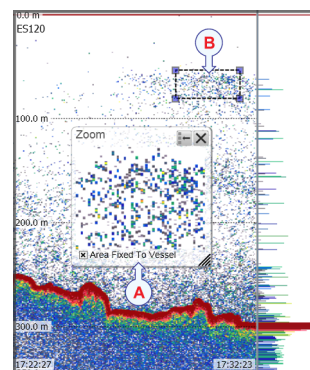 0.0 m
ES120
B
100.0 m
Zoom
200.0 m
Area Fixed To Vessel
A
300.0 m
17:22:27
17:32:23